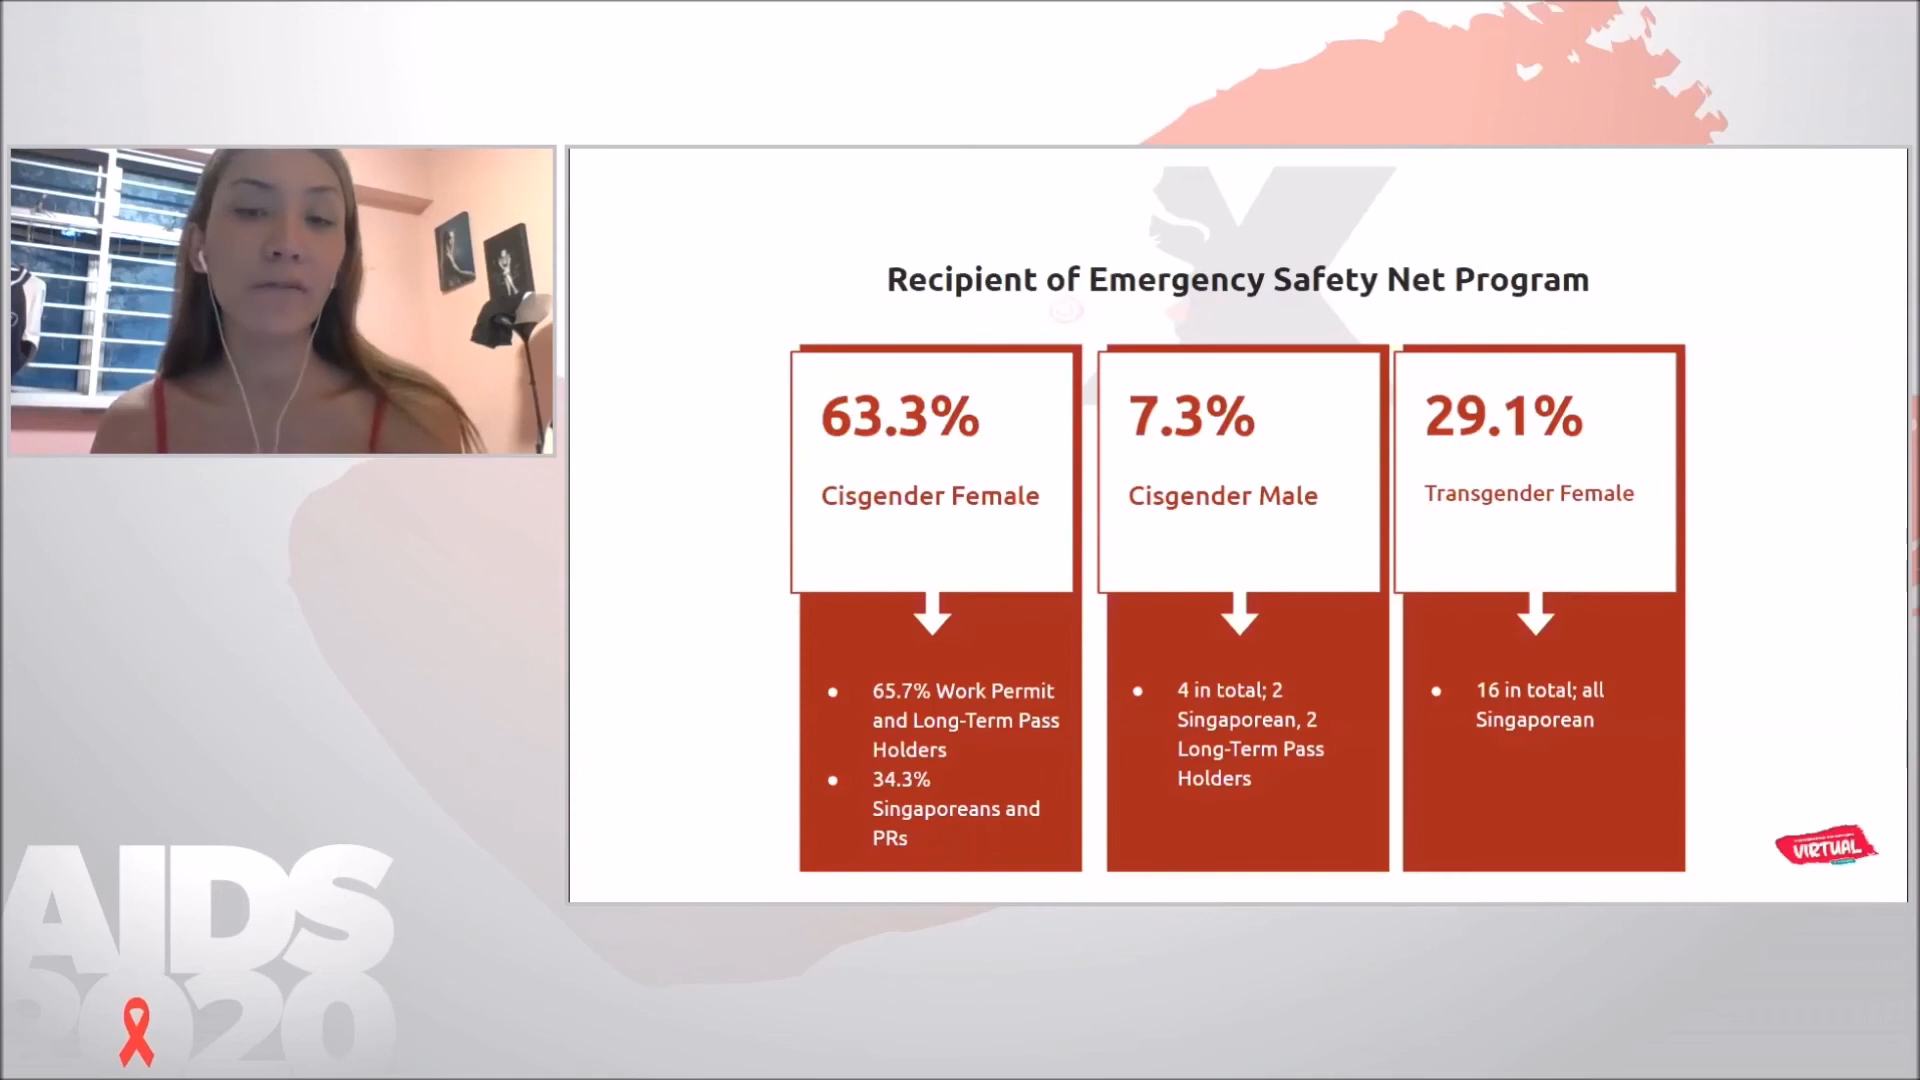 Recipient of Emergency Safety Net Program
63.3%
Cisgender Female
● 65.7% Work Permit
and Long-Term Pass
Holders
● 34.3%
Singaporeans and
PRs
7.3%
Cisgender Male
● 4 in total; 2
Singaporean, 2
Long-Term Pass
Holders
29.1%
Transgender Female
● 16 in total; all
Singaporean
VIRTUAL
AIDS
2020